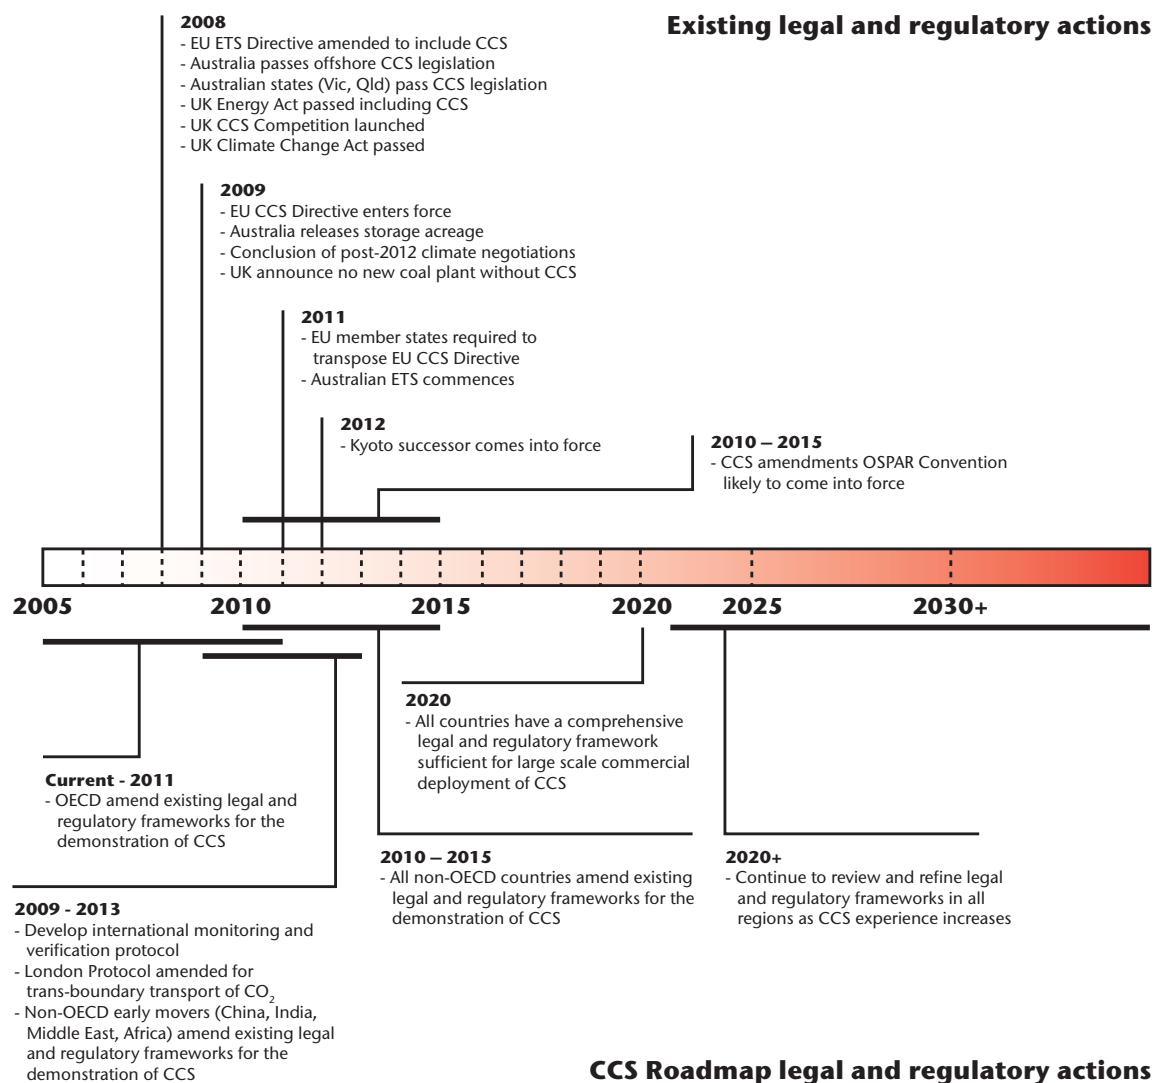 Existing legal and regulatory actions
2008
- EU ETS Directive amended to include CCS
- Australia passes offshore CCS legislation
- Australian states (Vic, Qld) pass CCS legislation
- UK Energy Act passed including CCS
- UK CCS Competition launched
- UK Climate Change Act passed
2009
- EU CCS Directive enters force
- Australia releases storage acreage
- Conclusion of post-2012 climate negotiations
- UK announce no new coal plant without CCS
2011
- EU member states required to
transpose EU CCS Directive
- Australian ETS commences
2012
- Kyoto successor comes into force
2010 – 2015
- CCS amendments OSPAR Convention
likely to come into force
2005 2010 2015 2020 2025 2030+
2020
- All countries have a comprehensive
legal and regulatory framework
sufficient for large scale commercial
deployment of CCS
Current - 2011
- OECD amend existing legal and
regulatory frameworks for the
demonstration of CCS
2010 – 2015
- All non-OECD countries amend existing
legal and regulatory frameworks for the
demonstration of CCS
2020+
- Continue to review and refine legal
and regulatory frameworks in all
regions as CCS experience increases
2009 - 2013
- Develop international monitoring and
verification protocol
- London Protocol amended for
trans-boundary transport of CO₂
- Non-OECD early movers (China, India,
Middle East, Africa) amend existing legal
and regulatory frameworks for the
demonstration of CCS
CCS Roadmap legal and regulatory actions